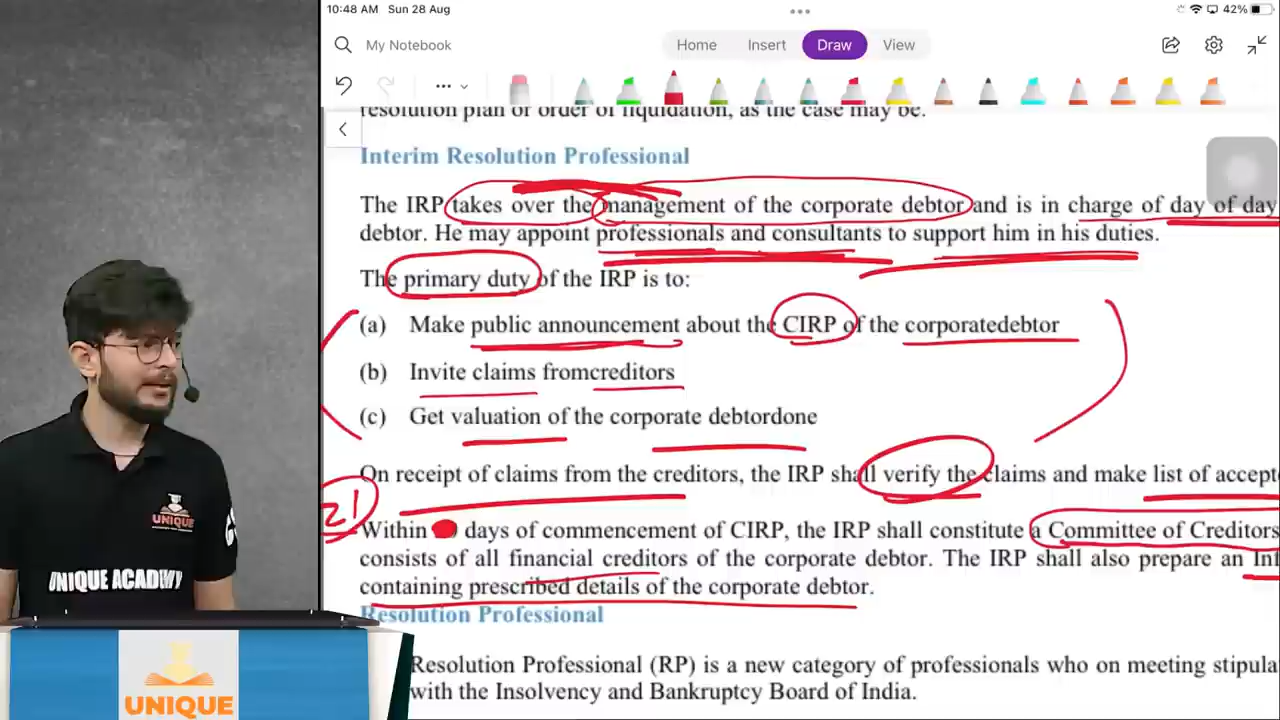 10:48 AM Sun 28 Aug
42%
My Notebook
Home
Insert
Draw
View
resolution plan or order of liquidation, as the case may be.
Interim Resolution Professional
The IRP takes over the management of the corporate debtor and is in charge of day of day
debtor. He may appoint professionals and consultants to support him in his duties.
The primary duty of the IRP is to:
(a) Make public announcement about the CIRP of the corporatedebtor
(b) Invite claims fromcreditors
(c) Get valuation of the corporate debtordone
On receipt of claims from the creditors, the IRP shall verify the claims and make list of accept
21
Within days of commencement of CIRP, the IRP shall constitute a Committee of Creditors
consists of all financial creditors of the corporate debtor. The IRP shall also prepare an Inf
containing prescribed details of the corporate debtor.
Resolution Professional
Resolution Professional (RP) is a new category of professionals who on meeting stipula
with the Insolvency and Bankruptcy Board of India.
UNIQUE
UNIQUE ACADEMY
UNIQUE